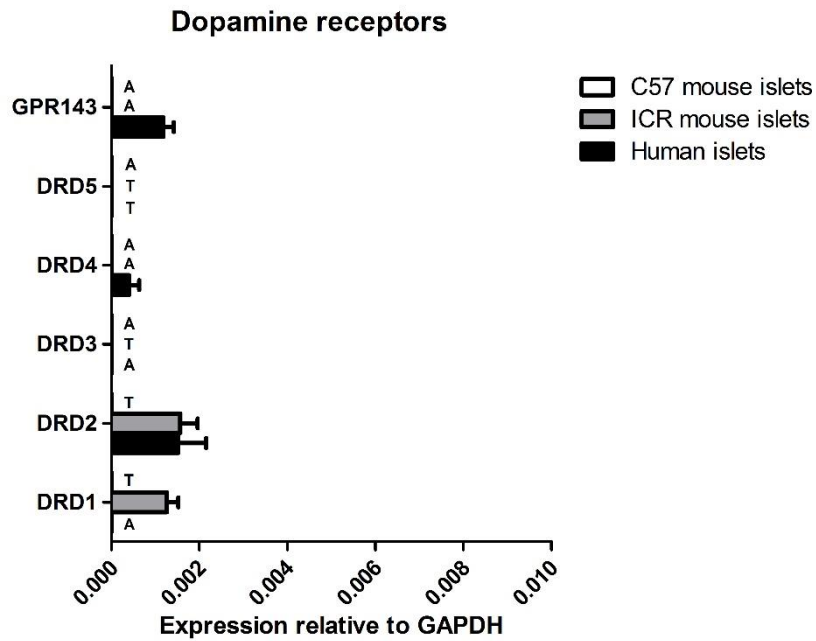 Dopamine receptors
C57 mouse islets
ICR mouse islets
Human islets
A
GPR143
A
A
DRD5
T
T
A
DRD4
A
A
DRD3
T
A
T
DRD2
T
DRD1
A
0.000
0.002
0.004
0.006
0.008
0.010
Expression relative to GAPDH